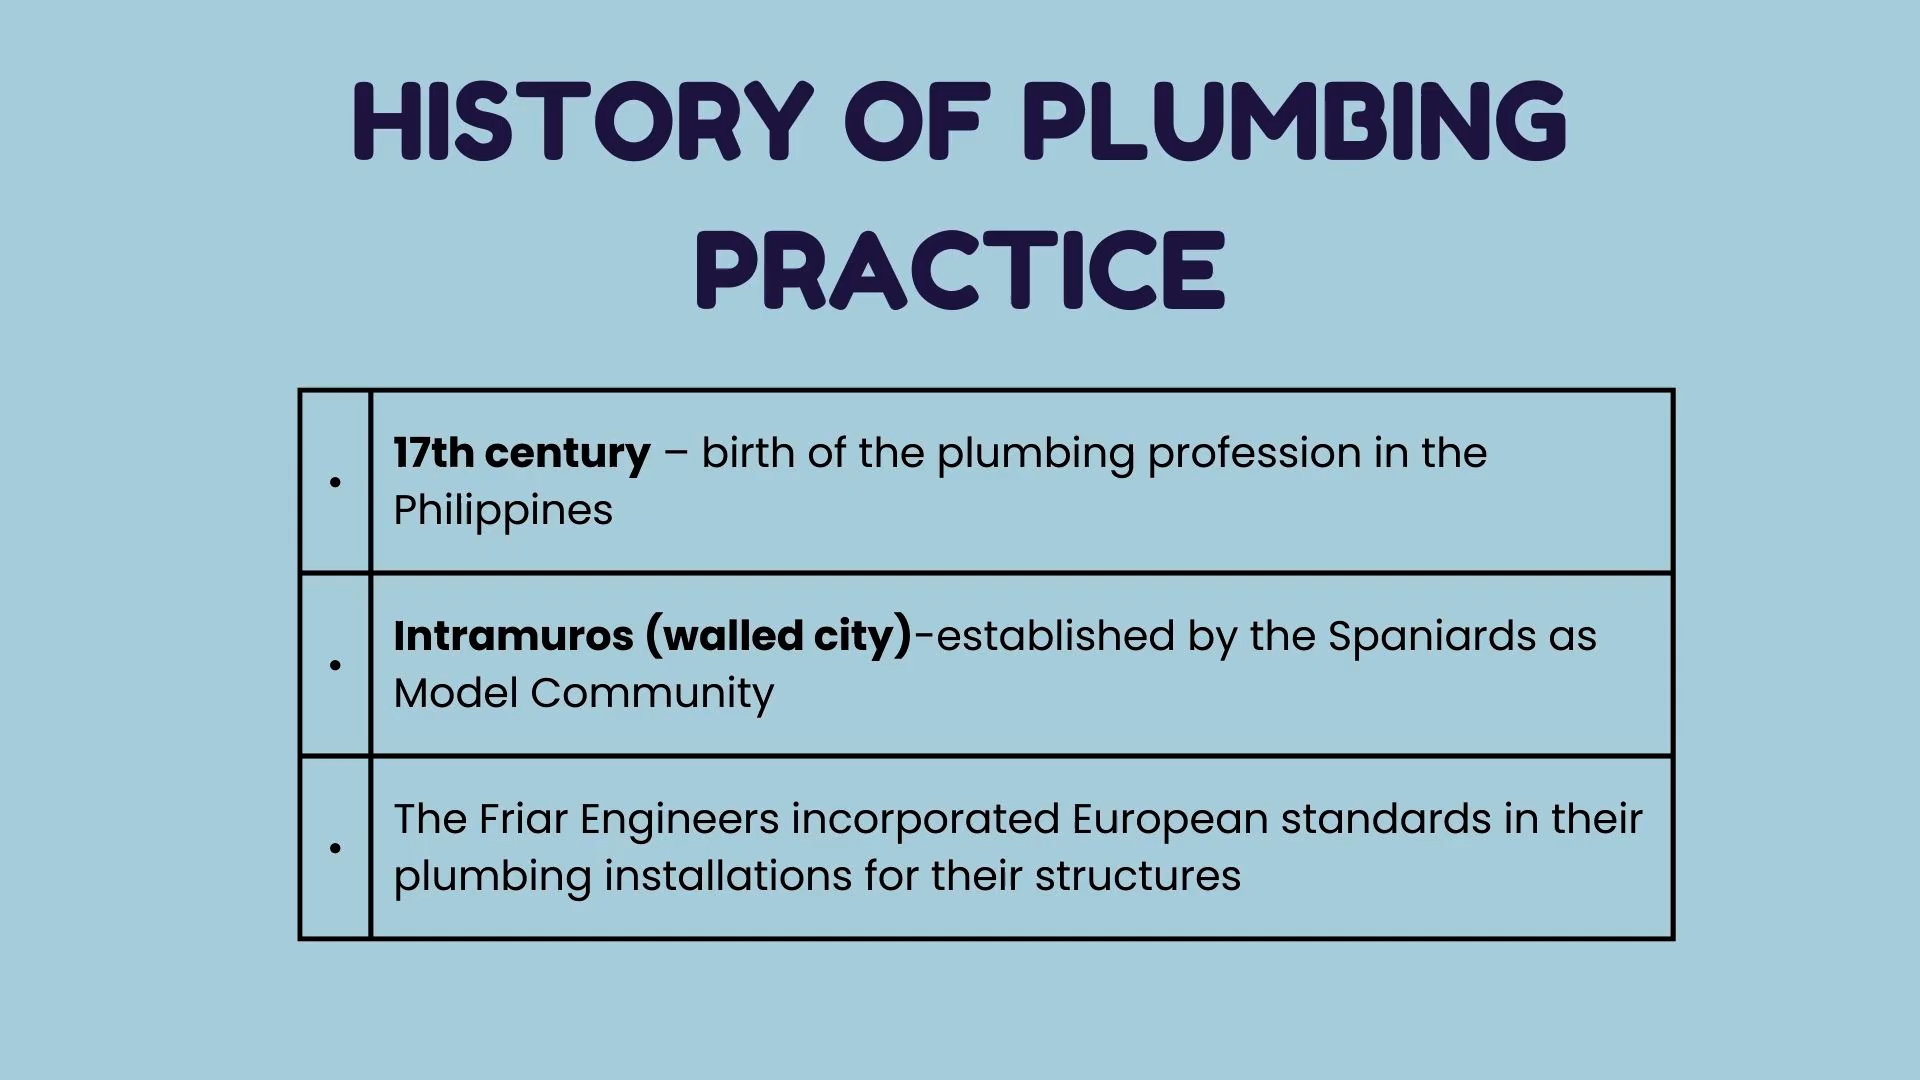 HISTORY OF PLUMBING
PRACTICE
• 17th century – birth of the plumbing profession in the
Philippines
• Intramuros (walled city)-established by the Spaniards as
Model Community
• The Friar Engineers incorporated European standards in their
plumbing installations for their structures